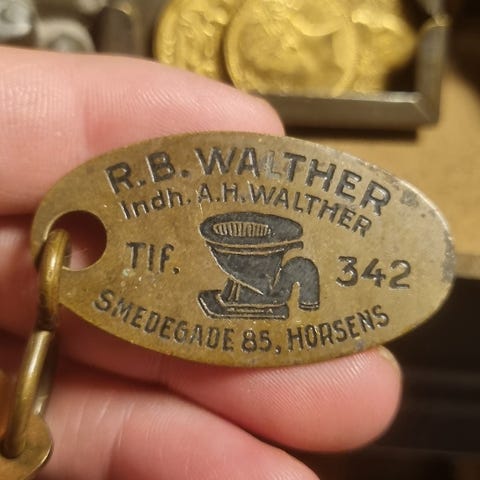 R.B. WALTHER
Indh. A.H. WALTHER
Tlf. 342
SMEDEGADE 85, HORSENS